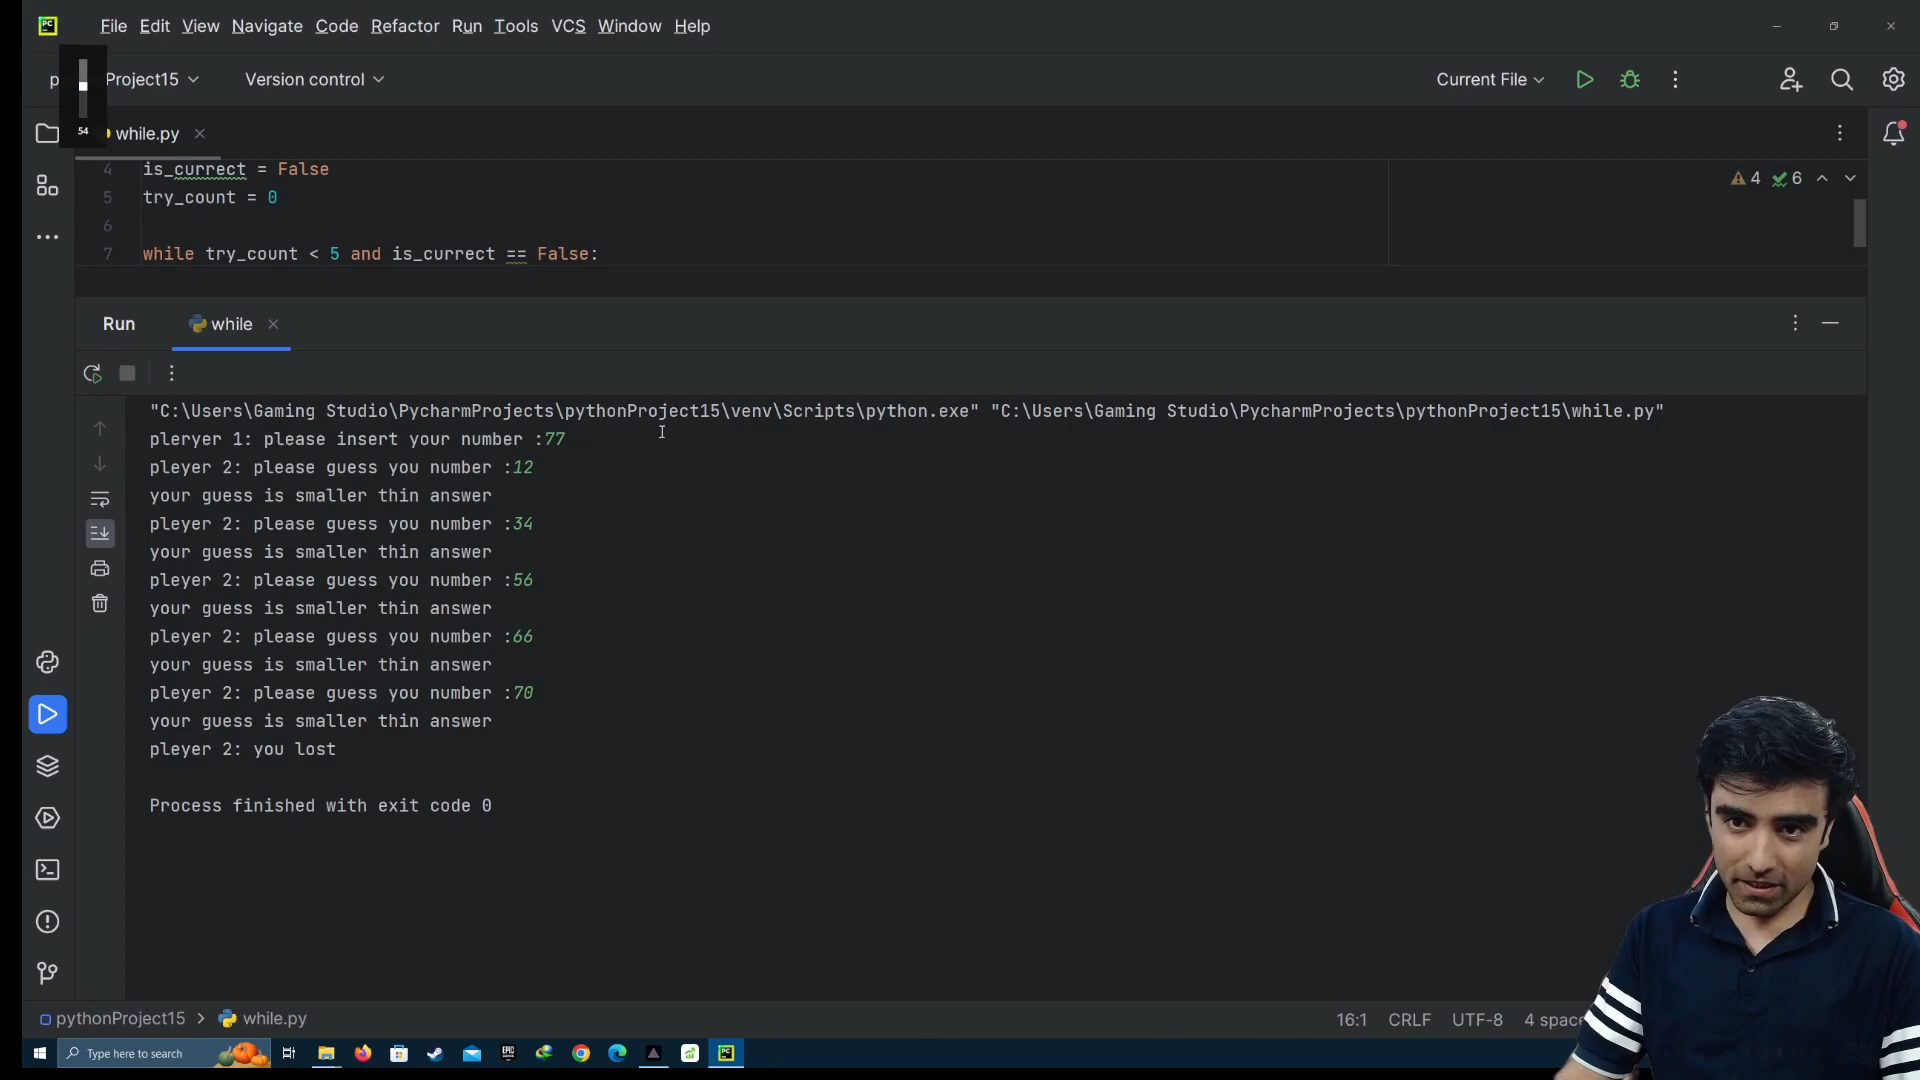 File Edit View Navigate Code Refactor Run Tools VCS Window Help
Project15 Version control Current File
54
while.py
4 is_currect = False
4 6
5 try_count = 0
6
7 while try_count < 5 and is_currect == False:
Run while
"C:\Users\Gaming Studio\PycharmProjects\pythonProject15\venv\Scripts\python.exe" "C:\Users\Gaming Studio\PycharmProjects\pythonProject15\while.py"
pleryer 1: please insert your number :77
pleyer 2: please guess you number :12
your guess is smaller thin answer
pleyer 2: please guess you number :34
your guess is smaller thin answer
pleyer 2: please guess you number :56
your guess is smaller thin answer
pleyer 2: please guess you number :66
your guess is smaller thin answer
pleyer 2: please guess you number :70
your guess is smaller thin answer
pleyer 2: you lost
Process finished with exit code 0
pythonProject15 > while.py
16:1 CRLF UTF-8 4
Type here to search